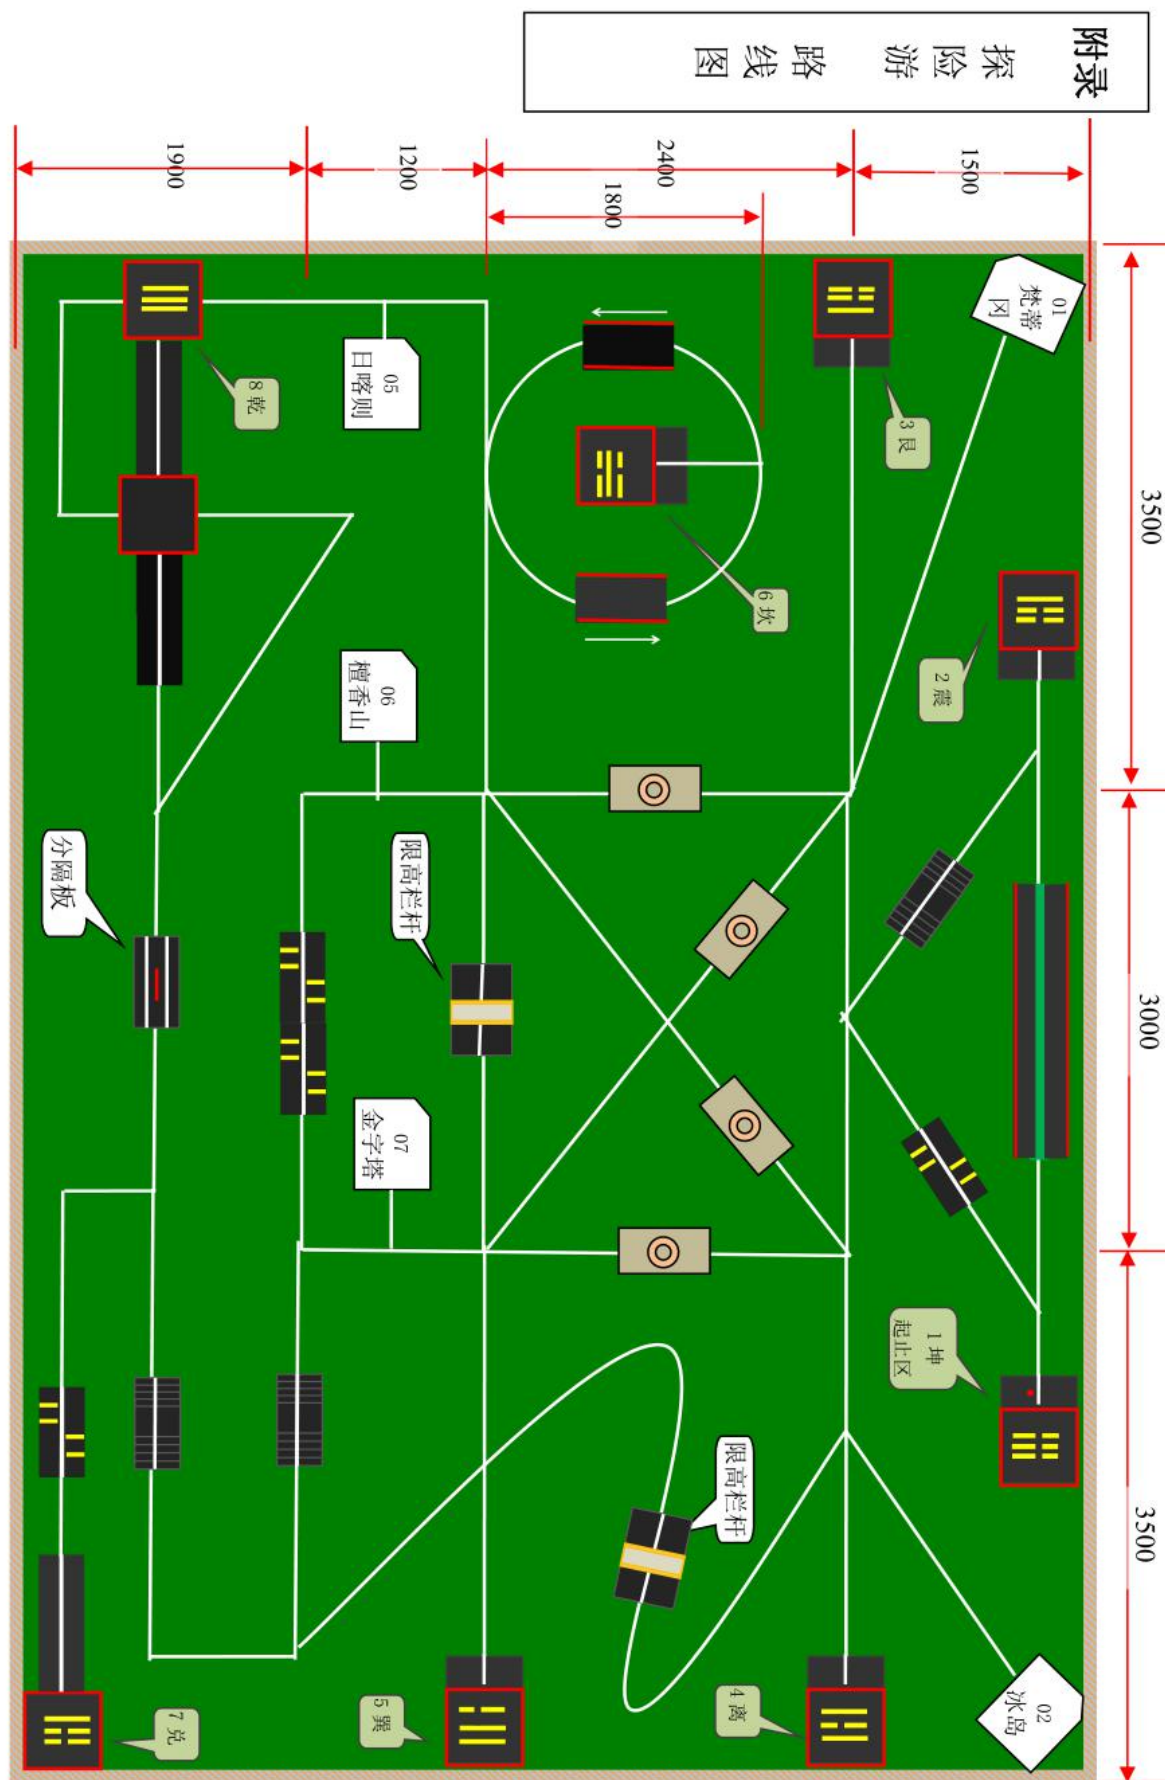 附录
探险游
路线图
3500
3000
3500
1500
2400
1800
1200
1900
01
梵蒂冈
2 震
1 坤
起止区
02
冰岛
3 艮
6 坎
限高栏杆
4 离
05
日喀则
06
檀香山
限高栏杆
07
金字塔
5 巽
8 乾
分隔板
7 兑